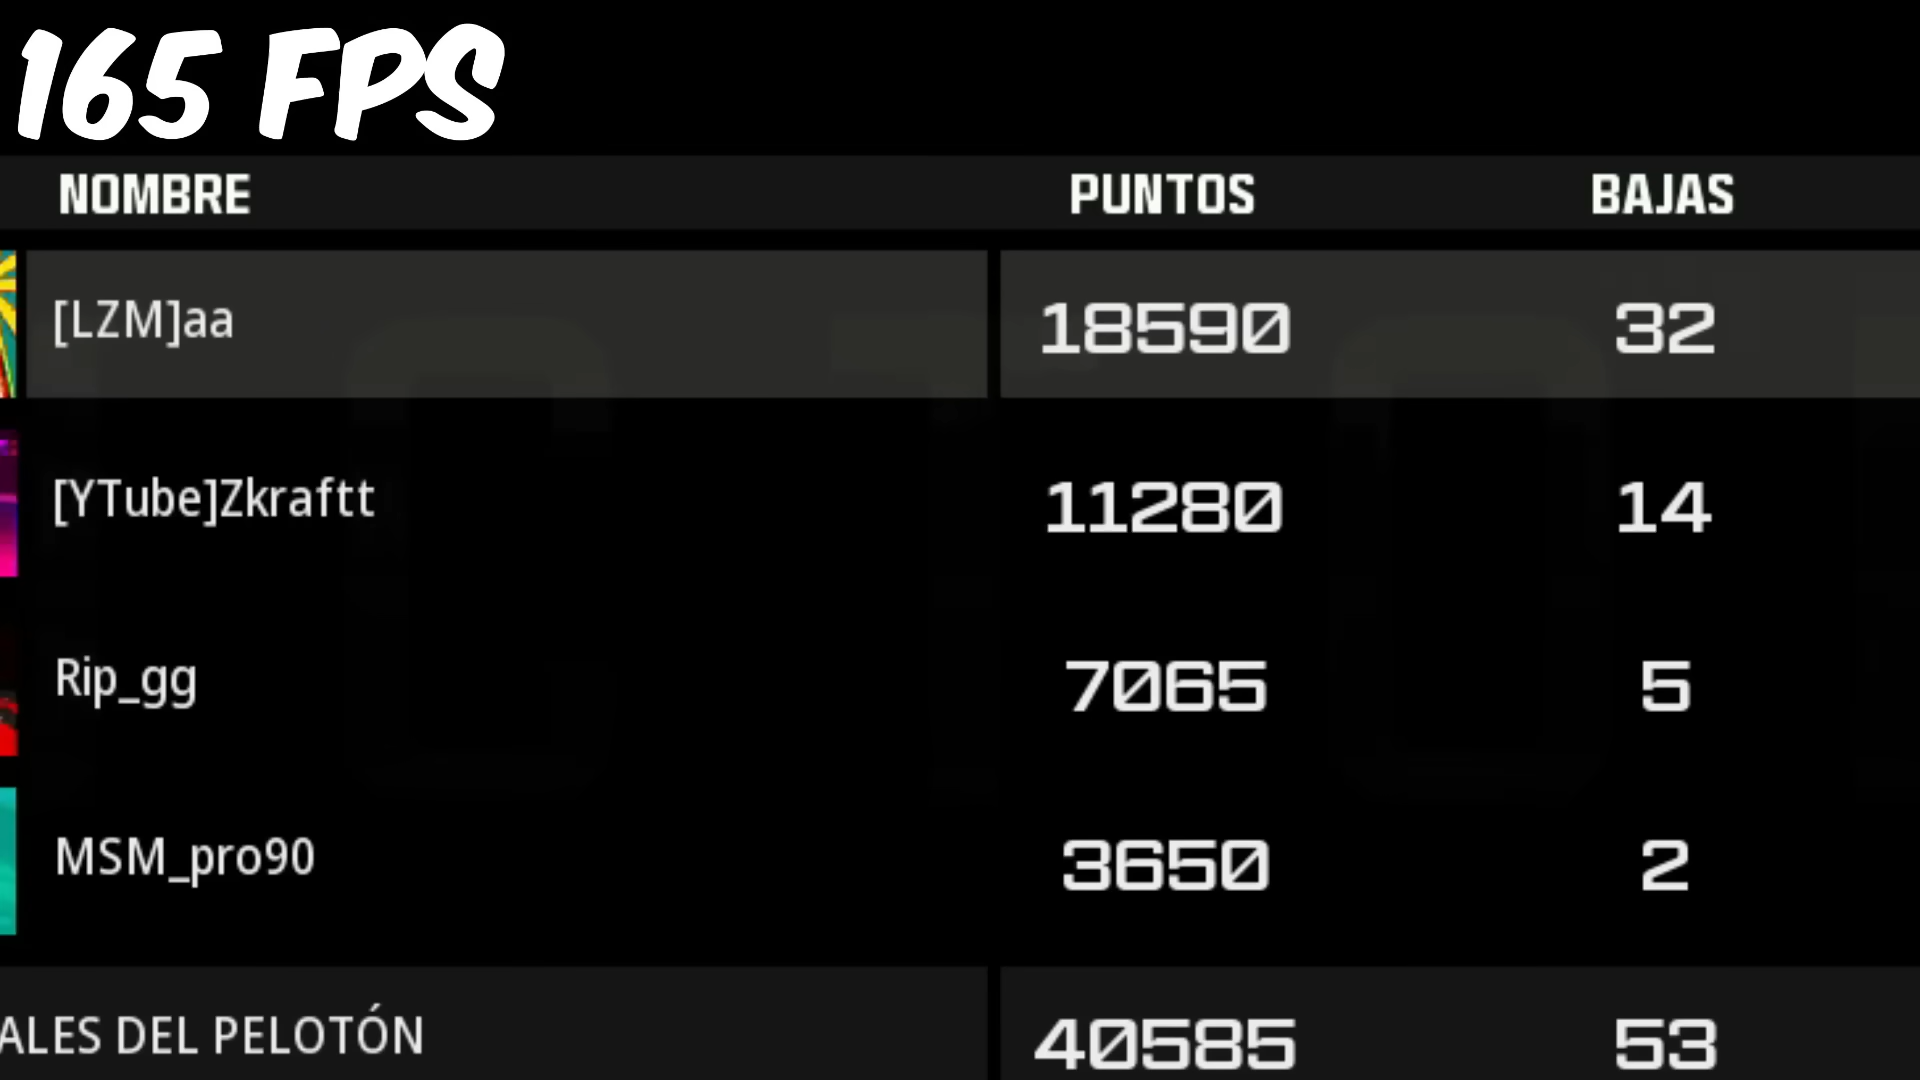 165 FPS
NOMBRE PUNTOS BAJAS
[LZM]aa 18590 32
[YTube]Zkraftt 11280 14
Rip_gg 7065 5
MSM_pro90 3650 2
ALES DEL PELOTÓN 40585 53